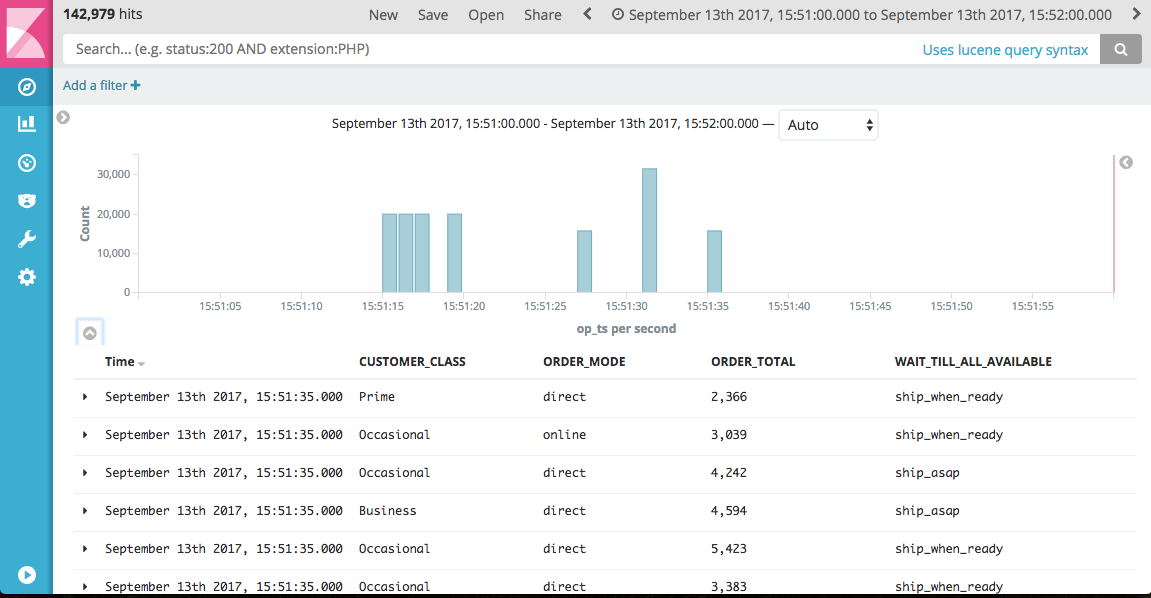 142,979 hits New Save Open Share September 13th 2017, 15:51:00.000 to September 13th 2017, 15:52:00.000
Search... (e.g. status:200 AND extension:PHP) Uses lucene query syntax
Add a filter +
September 13th 2017, 15:51:00.000 - September 13th 2017, 15:52:00.000 — Auto
30,000
20,000
10,000
0
Count
15:51:05 15:51:10 15:51:15 15:51:20 15:51:25 15:51:30 15:51:35 15:51:40 15:51:45 15:51:50 15:51:55
op_ts per second
Time CUSTOMER_CLASS ORDER_MODE ORDER_TOTAL WAIT_TILL_ALL_AVAILABLE
September 13th 2017, 15:51:35.000 Prime direct 2,366 ship_when_ready
September 13th 2017, 15:51:35.000 Occasional online 3,039 ship_when_ready
September 13th 2017, 15:51:35.000 Occasional direct 4,242 ship_asap
September 13th 2017, 15:51:35.000 Business direct 4,594 ship_asap
September 13th 2017, 15:51:35.000 Occasional direct 5,423 ship_when_ready
September 13th 2017, 15:51:35.000 Occasional direct 3,383 ship_when_ready